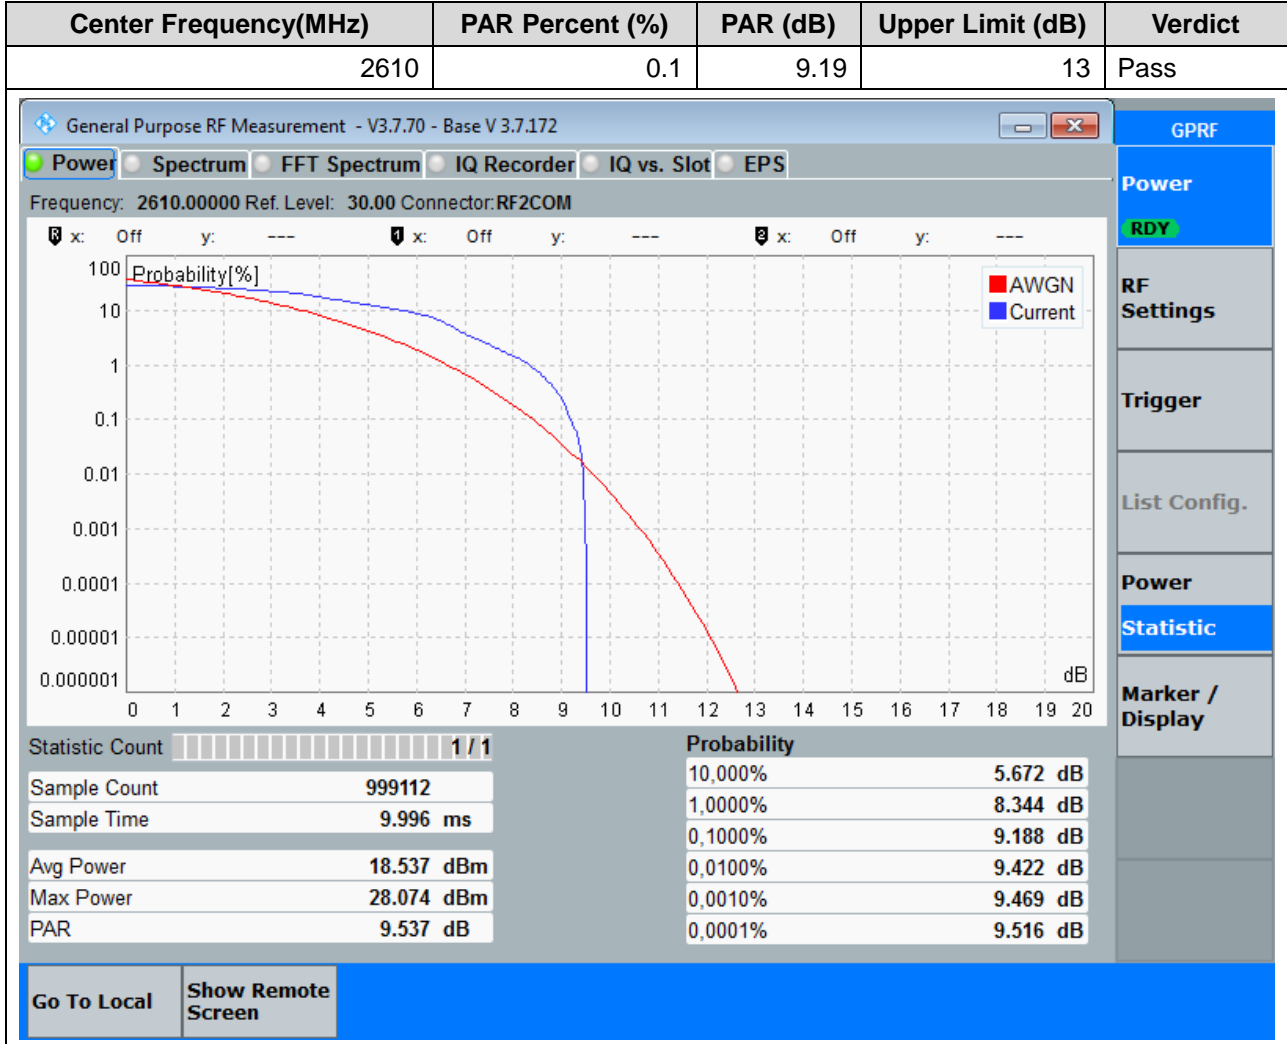 Center Frequency(MHz) PAR Percent (%) PAR (dB) Upper Limit (dB) Verdict
2610 0.1 9.19 13 Pass
General Purpose RF Measurement - V3.7.70 - Base V 3.7.172
GPRF
Power Spectrum FFT Spectrum IQ Recorder IQ vs. Slot EPS
Power
RDY
Frequency: 2610.00000 Ref. Level: 30.00 Connector: RF2COM
R x: Off y: --- 1 x: Off y: --- 2 x: Off y: ---
Probability[%]
AWGN
Current
100
10
1
0.1
0.01
0.001
0.0001
0.00001
0.000001
dB
0 1 2 3 4 5 6 7 8 9 10 11 12 13 14 15 16 17 18 19 20
RF
Settings
Trigger
List Config.
Power
Statistic
Marker /
Display
Statistic Count 1 / 1
Sample Count 999112
Sample Time 9.996 ms
Avg Power 18.537 dBm
Max Power 28.074 dBm
PAR 9.537 dB
Probability
10,000% 5.672 dB
1,0000% 8.344 dB
0,1000% 9.188 dB
0,0100% 9.422 dB
0,0010% 9.469 dB
0,0001% 9.516 dB
Go To Local
Show Remote
Screen